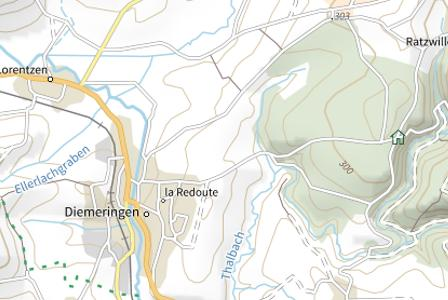 303
Ratzwill
Lorentzen
Ellerlachgraben
300
la Redoute
Diemeringen
Thalbach